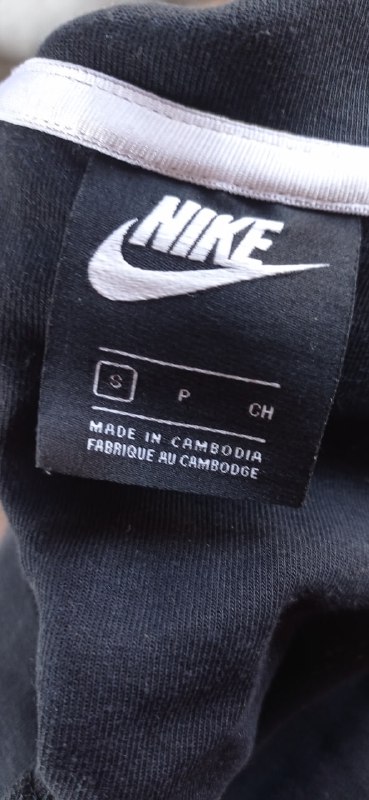 NIKE
S P CH
MADE IN CAMBODIA
FABRIQUE AU CAMBODGE